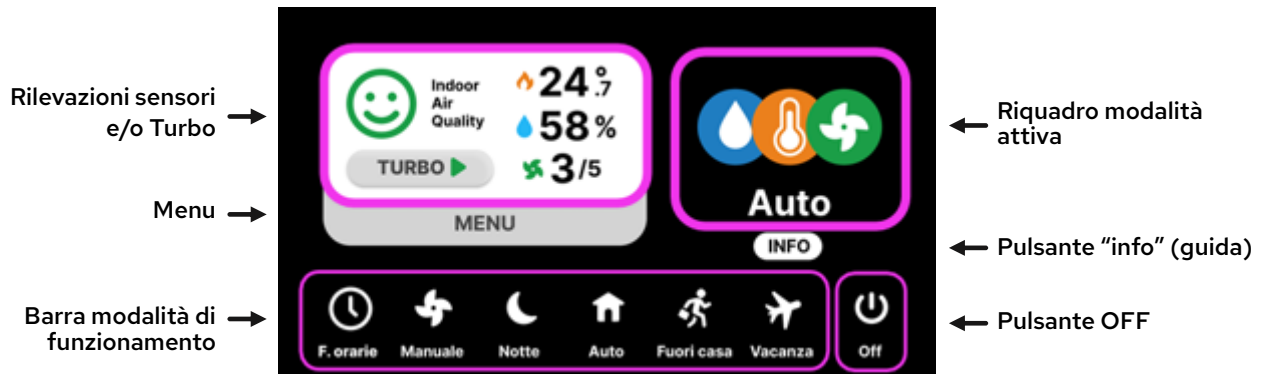 Rilevazioni sensori
e/o Turbo
Menu
Barra modalità di
funzionamento
Indoor
Air
Quality
24°.7
58%
TURBO
3/5
MENU
Auto
INFO
F. orarie
Manuale
Notte
Auto
Fuori casa
Vacanza
Off
Riquadro modalità
attiva
Pulsante “info” (guida)
Pulsante OFF